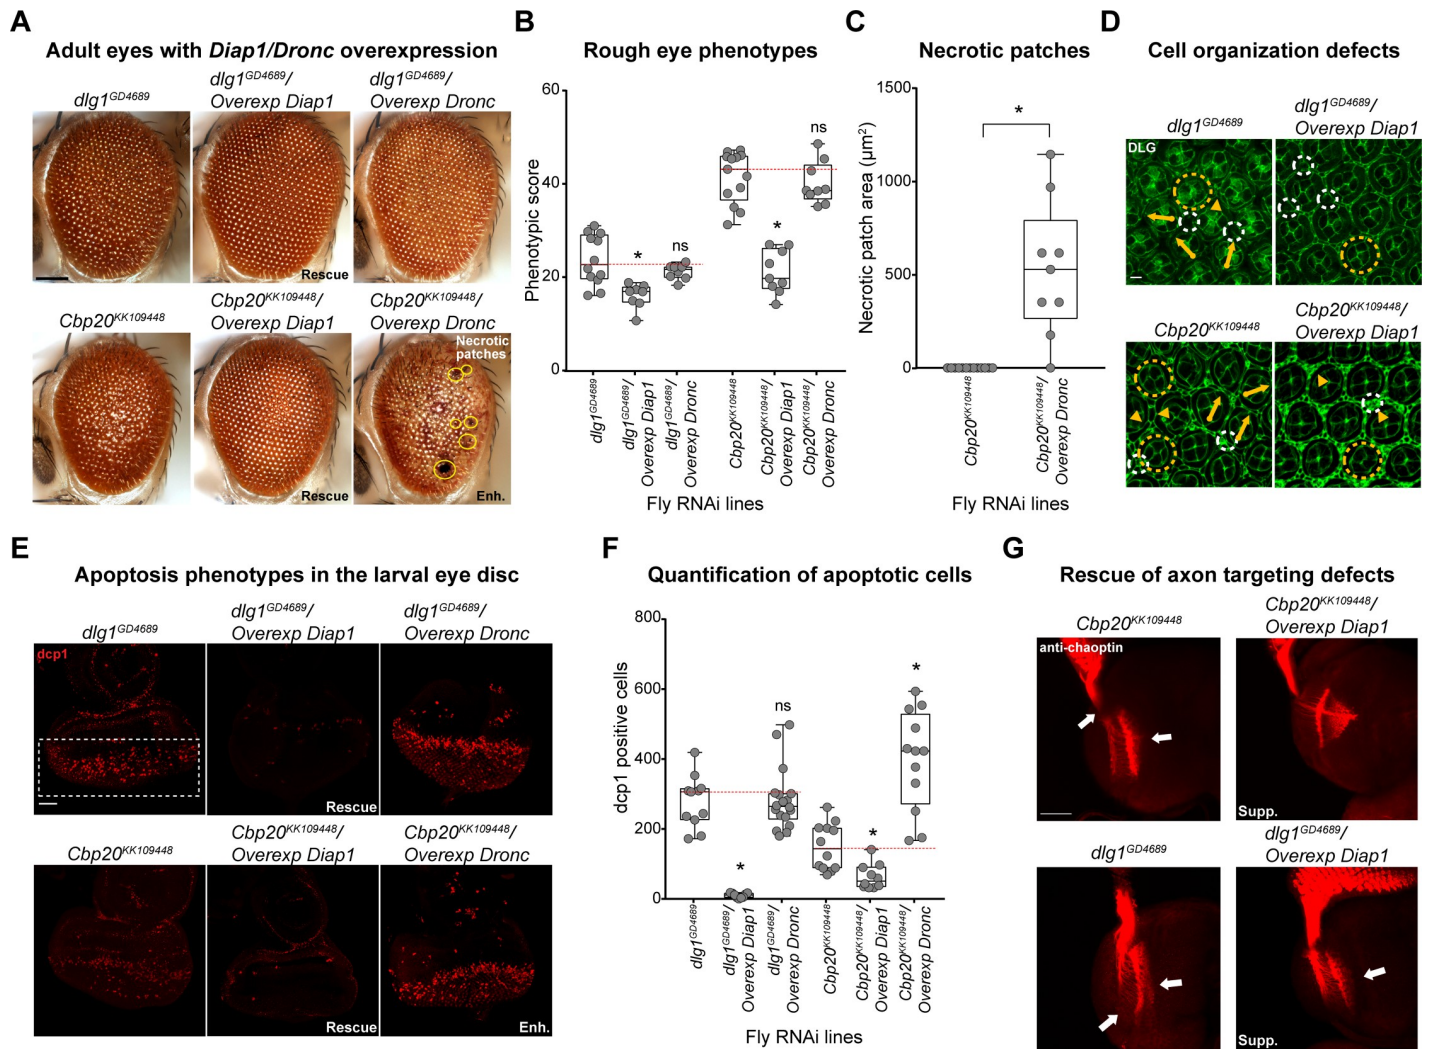 A
Adult eyes with Diap1/Dronc overexpression
dlg1GD4689
dlg1GD4689/
Overexp Diap1
dlg1GD4689/
Overexp Dronc
Rescue
Cbp20KK109448
Cbp20KK109448/
Overexp Diap1
Cbp20KK109448/
Overexp Dronc
Necrotic
patches
Rescue
Enh.
B
Rough eye phenotypes
Phenotypic score
60
40
20
0
*
ns
*
ns
dlg1GD4689
dlg1GD4689/
Overexp Diap1
dlg1GD4689/
Overexp Dronc
Cbp20KK109448
Cbp20KK109448/
Overexp Diap1
Cbp20KK109448/
Overexp Dronc
Fly RNAi lines
C
Necrotic patches
Necrotic patch area (µm2)
1500
1000
500
0
*
Cbp20KK109448
Cbp20KK109448/
Overexp Dronc
Fly RNAi lines
D
Cell organization defects
dlg1GD4689
dlg1GD4689/
Overexp Diap1
DLG
Cbp20KK109448
Cbp20KK109448/
Overexp Diap1
E
Apoptosis phenotypes in the larval eye disc
dlg1GD4689
dlg1GD4689/
Overexp Diap1
dlg1GD4689/
Overexp Dronc
dcp1
Rescue
Cbp20KK109448
Cbp20KK109448/
Overexp Diap1
Cbp20KK109448/
Overexp Dronc
Rescue
Enh.
F
Quantification of apoptotic cells
dcp1 positive cells
800
600
400
200
0
*
ns
*
*
dlg1GD4689
dlg1GD4689/
Overexp Diap1
dlg1GD4689/
Overexp Dronc
Cbp20KK109448
Cbp20KK109448/
Overexp Diap1
Cbp20KK109448/
Overexp Dronc
Fly RNAi lines
G
Rescue of axon targeting defects
Cbp20KK109448
Cbp20KK109448/
Overexp Diap1
anti-chaoptin
Supp.
dlg1GD4689
dlg1GD4689/
Overexp Diap1
Supp.